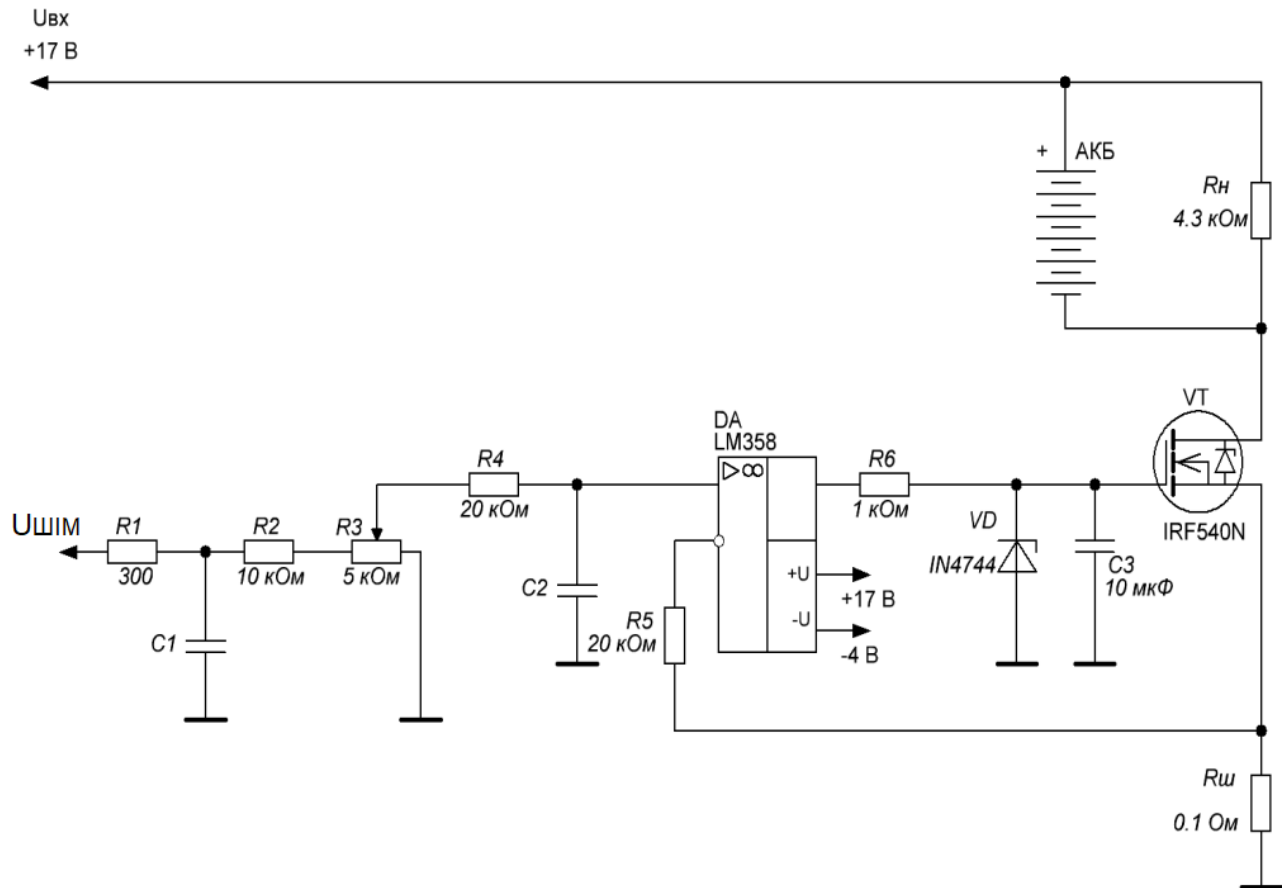 Uвх
+17 В
+ АКБ
Rн
4.3 кОм
VT
IRF540N
DA
LM358
▷∞
R4
20 кОм
R6
1 кОм
UШІМ
R1
300
R2
10 кОм
R3
5 кОм
C1
C2
R5
20 кОм
+U
+17 В
-U
-4 В
VD
IN4744
C3
10 мкФ
Rш
0.1 Ом